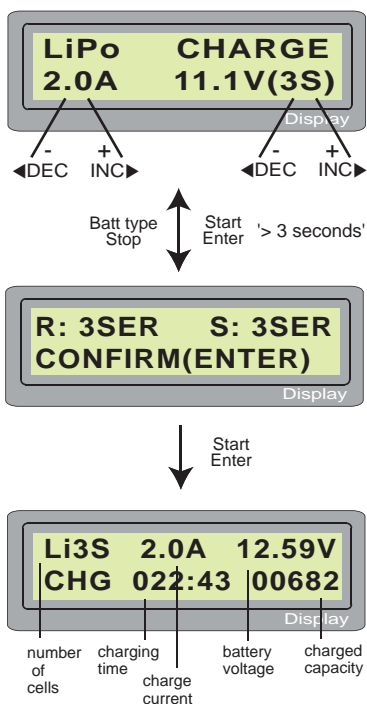 LiPo CHARGE
2.0A 11.1V(3S)
Display
- + - +
◀DEC INC▶ ◀DEC INC▶
Batt type Start '> 3 seconds'
Stop Enter
R: 3SER S: 3SER
CONFIRM(ENTER)
Display
Start
Enter
Li3S 2.0A 12.59V
CHG 022:43 00682
Display
number of cells
charging time
charge current
battery voltage
charged capacity